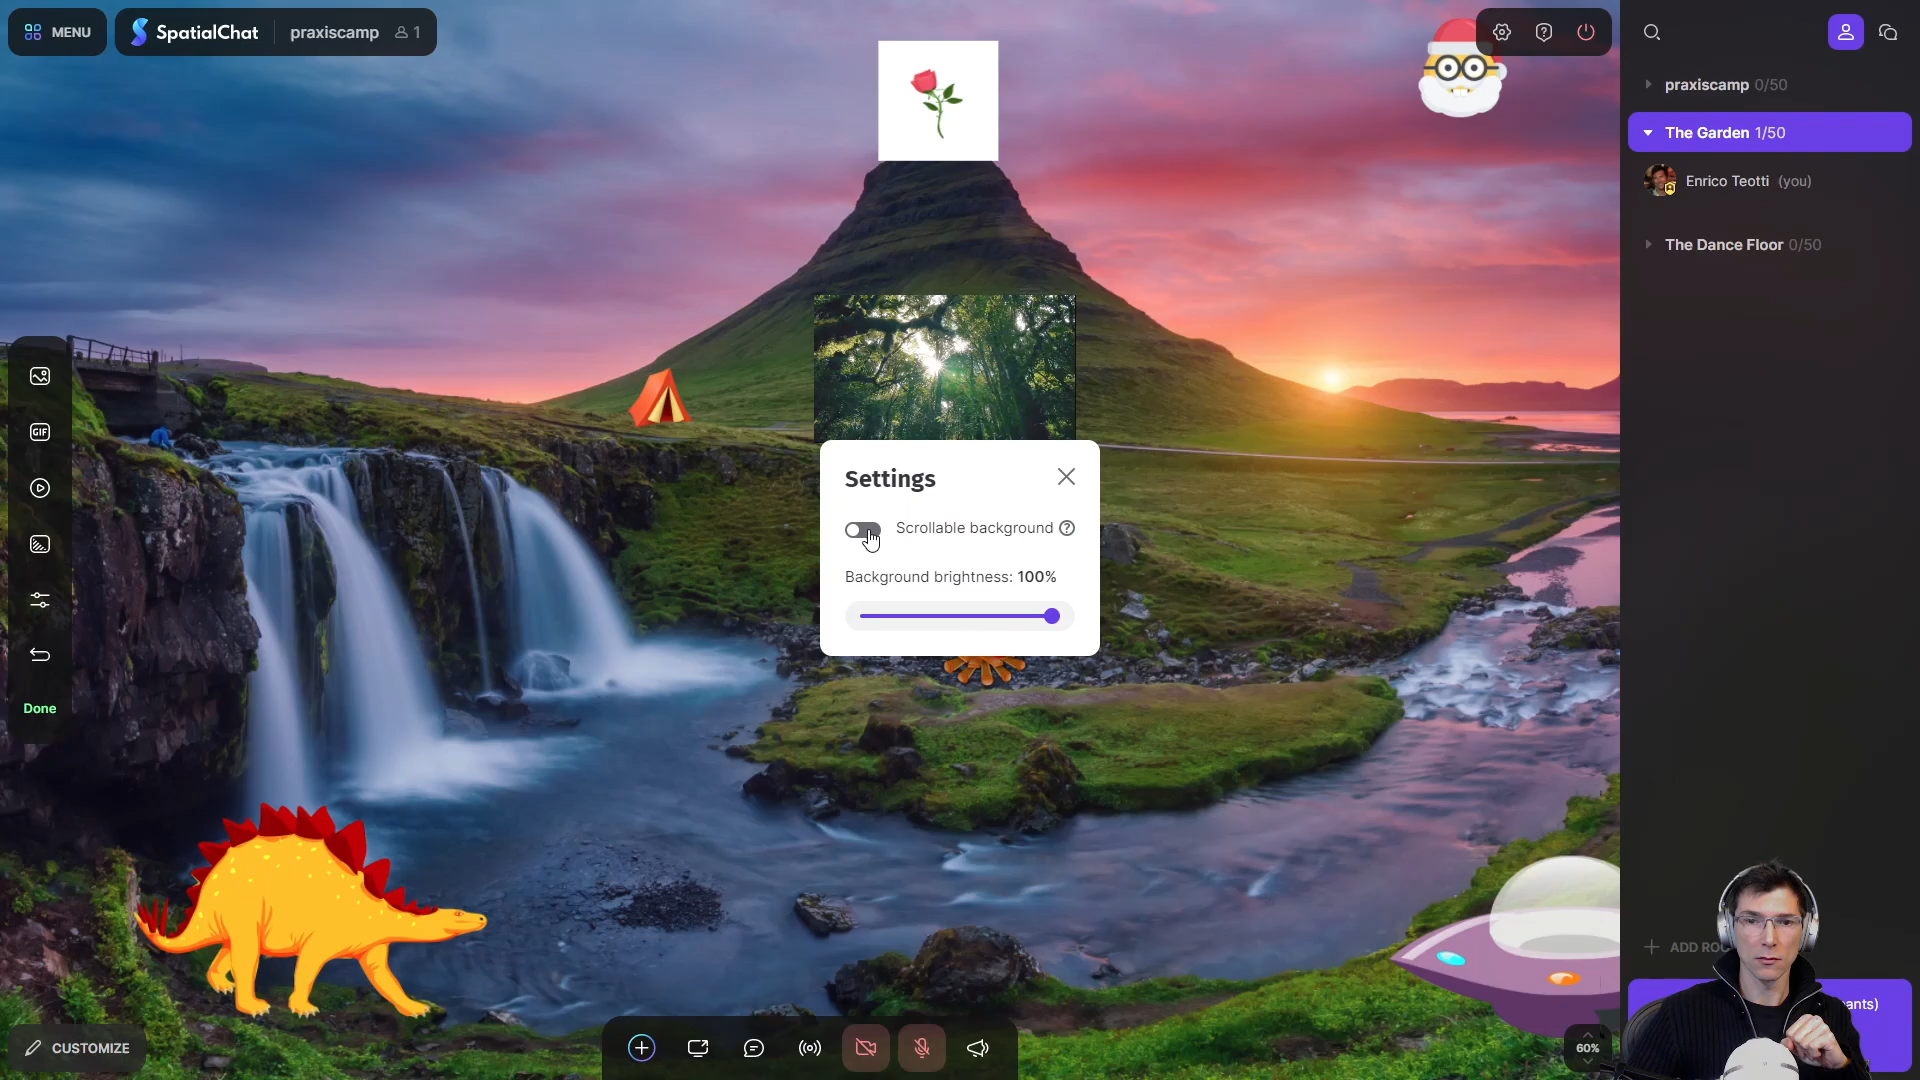 MENU
SpatialChat
praxiscamp
1
praxiscamp 0/50
The Garden 1/50
Enrico Teotti (you)
The Dance Floor 0/50
GIF
Settings
Scrollable background
Background brightness: 100%
Done
ADD
ants)
CUSTOMIZE
60%